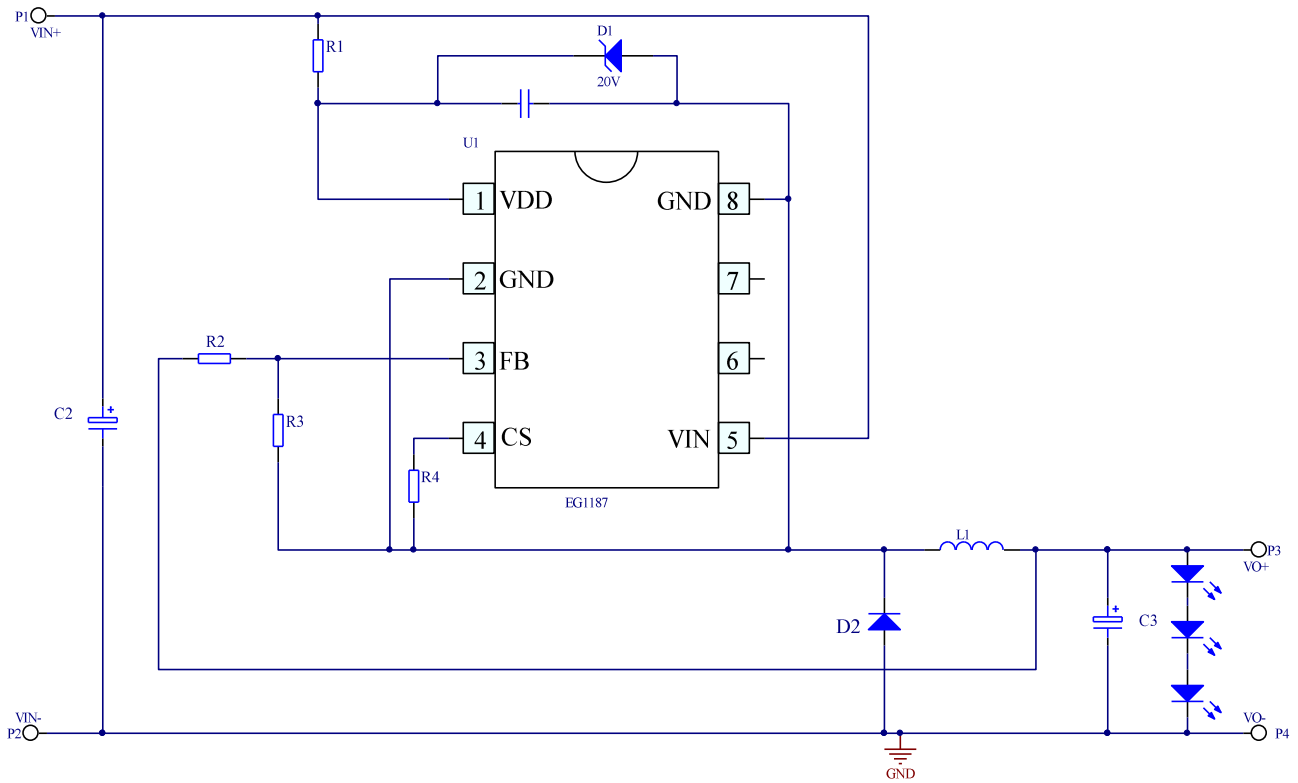 P1
VIN+
R1
D1
20V
U1
1 VDD
GND 8
2 GND
7
R2
3 FB
6
C2
+
R3
4 CS
VIN 5
R4
EG1187
L1
P3
VO+
D2
+
C3
VIN-
P2
VO-
P4
GND